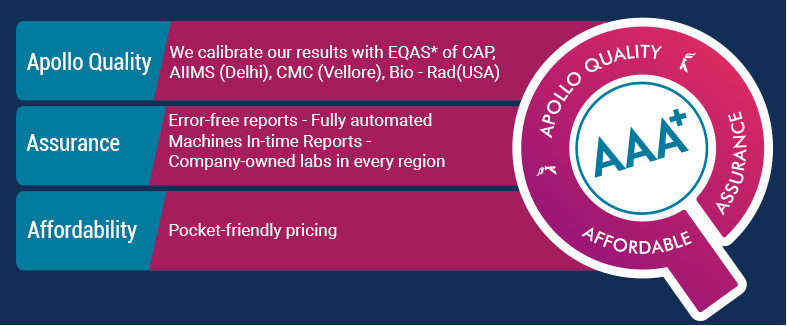 Apollo Quality
We calibrate our results with EQAS* of CAP,
AIIMS (Delhi), CMC (Vellore), Bio - Rad(USA)
Assurance
Error-free reports - Fully automated
Machines In-time Reports -
Company-owned labs in every region
Affordability
Pocket-friendly pricing
APOLLO QUALITY
ASSURANCE
AFFORDABLE
AAA+